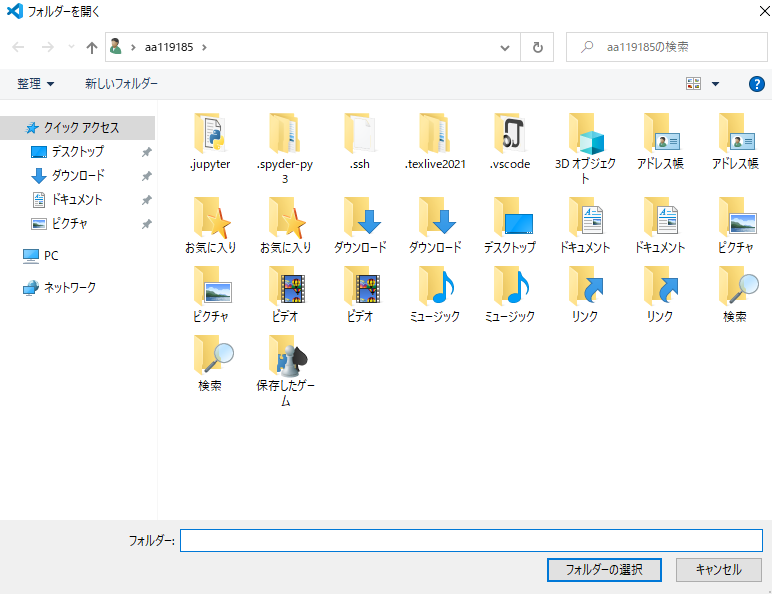 フォルダーを開く
aa119185
aa119185の検索
整理
新しいフォルダー
クイック アクセス
デスクトップ
ダウンロード
ドキュメント
ピクチャ
PC
ネットワーク
.jupyter
.spyder-py
3
.ssh
.texlive2021
.vscode
3D オブジェク
ト
アドレス帳
アドレス帳
お気に入り
お気に入り
ダウンロード
ダウンロード
デスクトップ
ドキュメント
ドキュメント
ピクチャ
ピクチャ
ビデオ
ビデオ
ミュージック
ミュージック
リンク
リンク
検索
検索
保存したゲー
ム
フォルダー:
フォルダーの選択
キャンセル